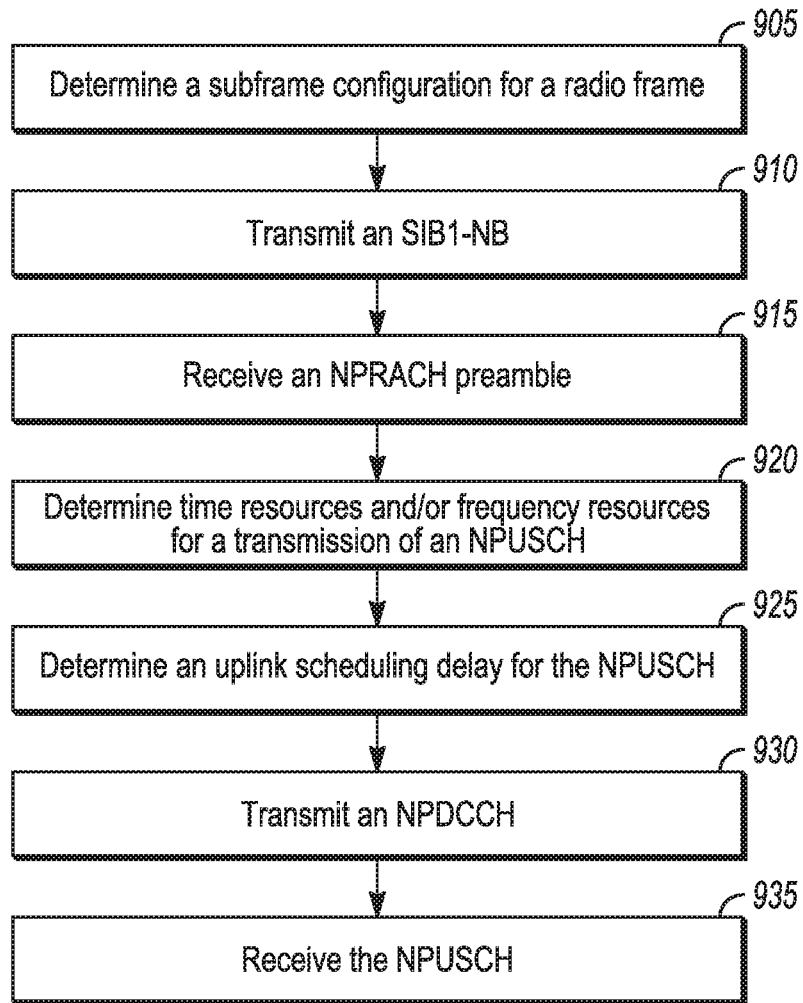 905
Determine a subframe configuration for a radio frame
910
Transmit an SIB1-NB
915
Receive an NPRACH preamble
920
Determine time resources and/or frequency resources
for a transmission of an NPUSCH
925
Determine an uplink scheduling delay for the NPUSCH
930
Transmit an NPDCCH
935
Receive the NPUSCH